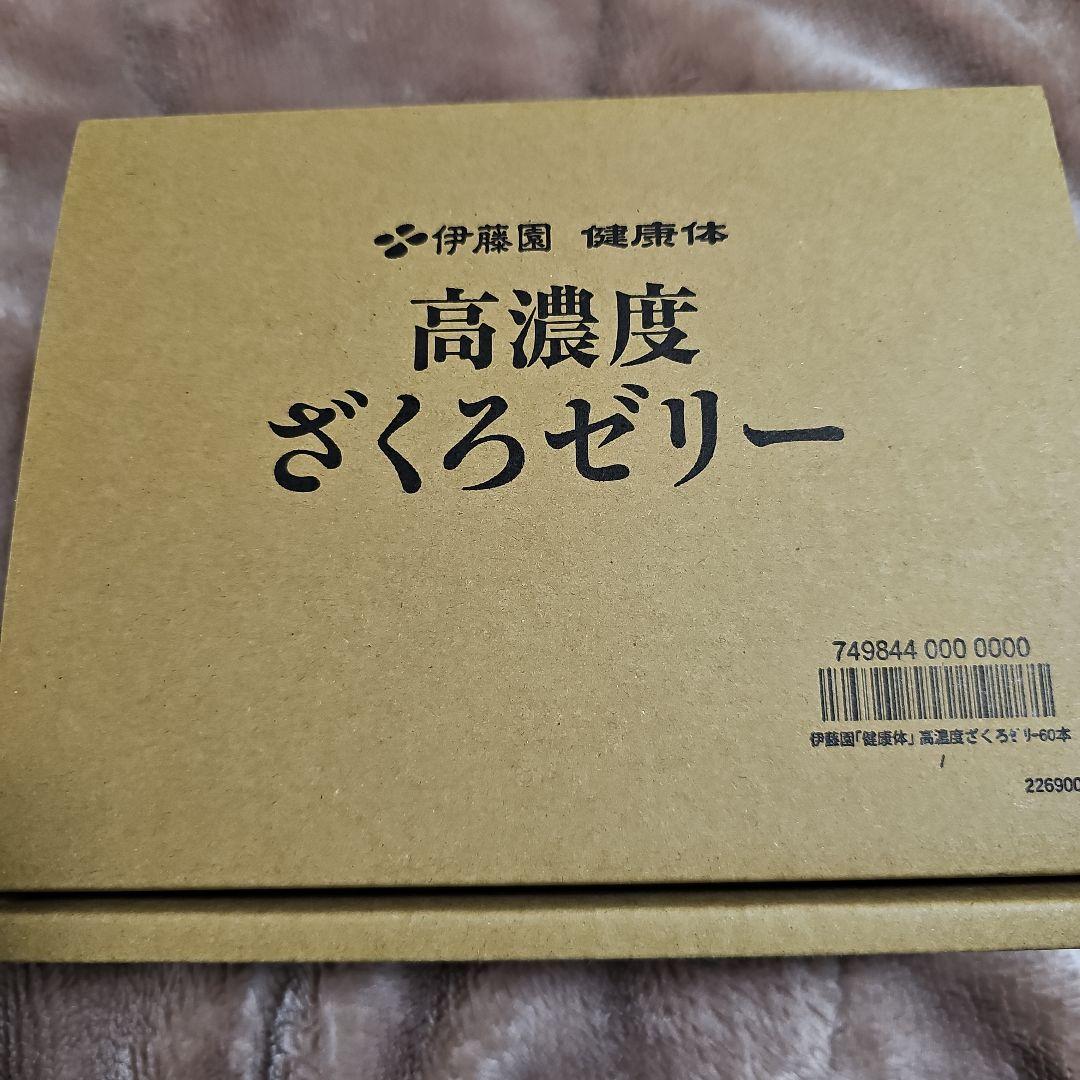 伊藤園 健康体
高濃度
ざくろゼリー
749844 000 0000
伊藤園「健康体」 高濃度ざくろｾﾞﾘｰ60本
/
226900